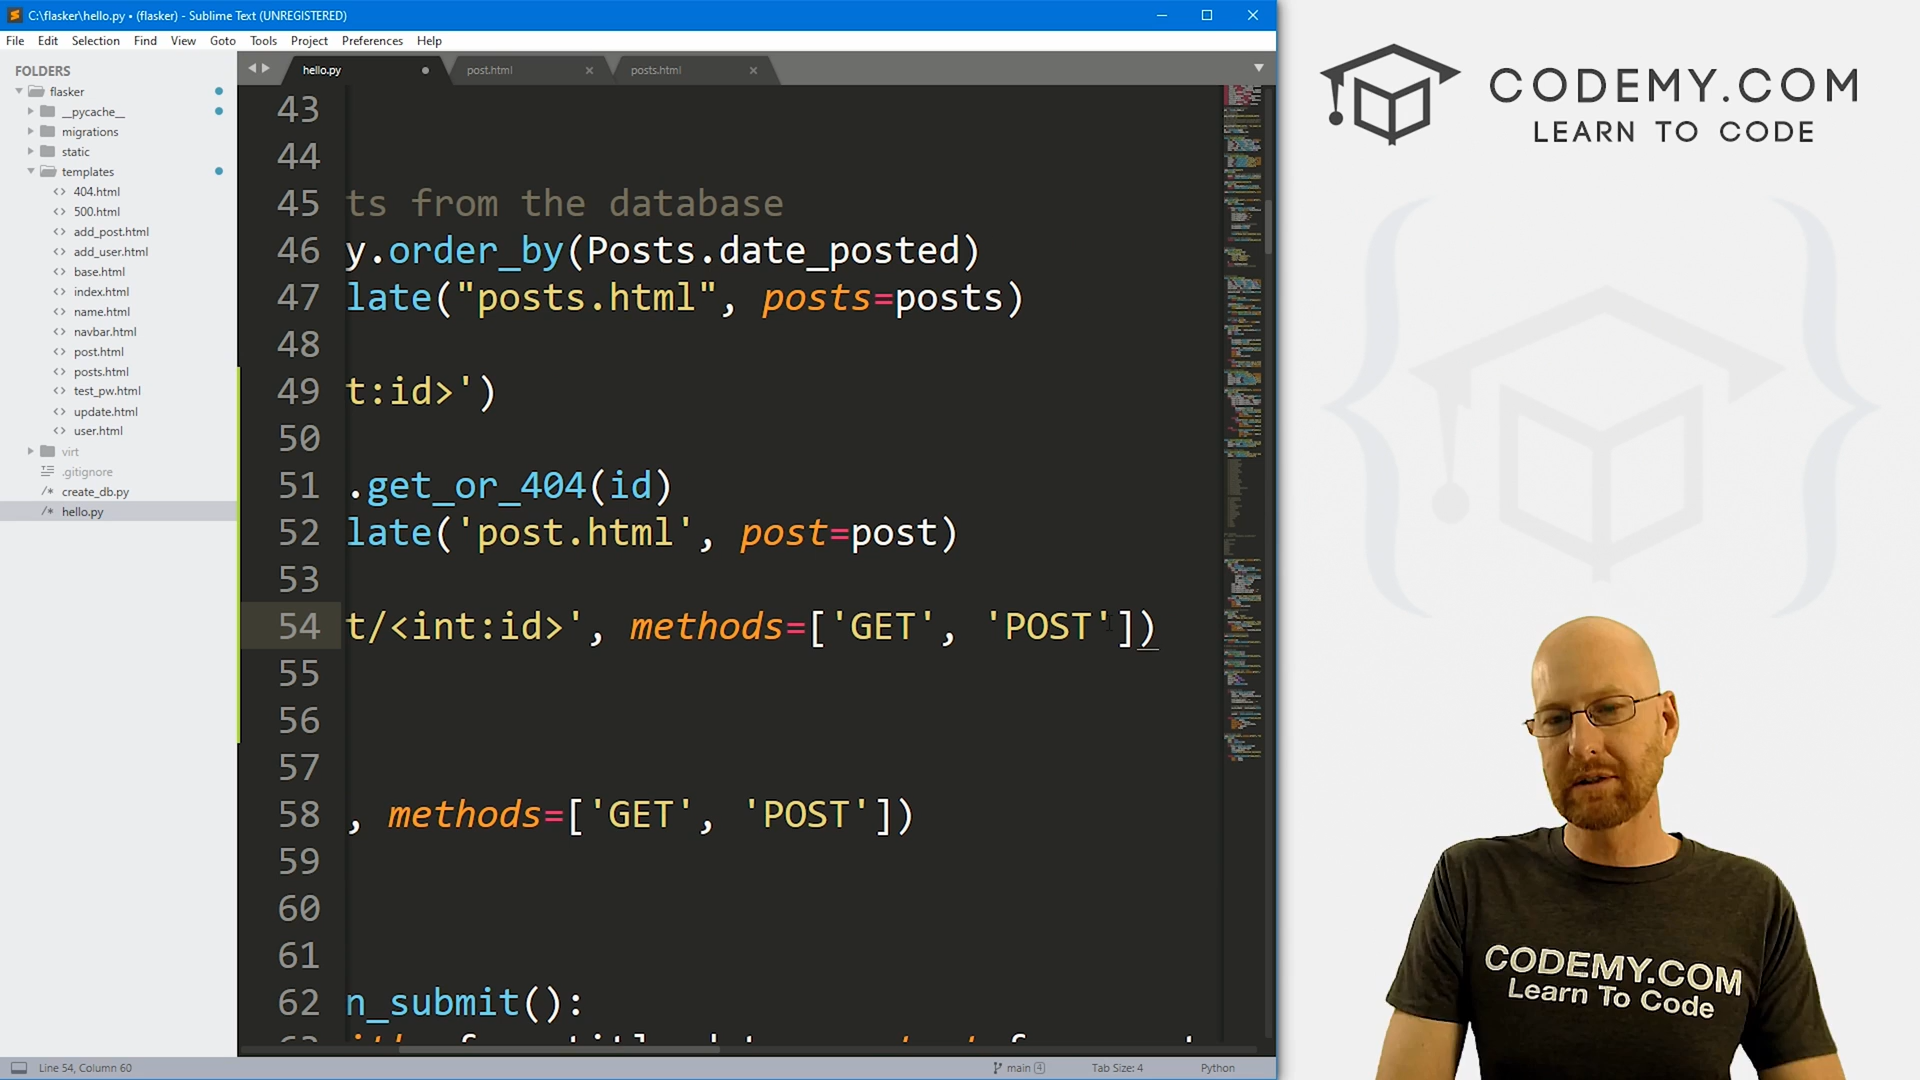 C:\flasker\hello.py • (flasker) - Sublime Text (UNREGISTERED)
File Edit Selection Find View Goto Tools Project Preferences Help
FOLDERS
flasker
__pycache__
migrations
static
templates
404.html
500.html
add_post.html
add_user.html
base.html
index.html
name.html
navbar.html
post.html
posts.html
test_pw.html
update.html
user.html
virt
.gitignore
create_db.py
hello.py
hello.py post.html posts.html
43
44
45 ts from the database
46 y.order_by(Posts.date_posted)
47 late("posts.html", posts=posts)
48
49 t:id>')
50
51 .get_or_404(id)
52 late('post.html', post=post)
53
54 t/<int:id>', methods=['GET', 'POST'])
55
56
57
58 , methods=['GET', 'POST'])
59
60
61
62 n_submit():
Line 54, Column 60
main 4
Tab Size: 4
Python
CODEMY.COM
LEARN TO CODE
CODEMY.COM
Learn To Code